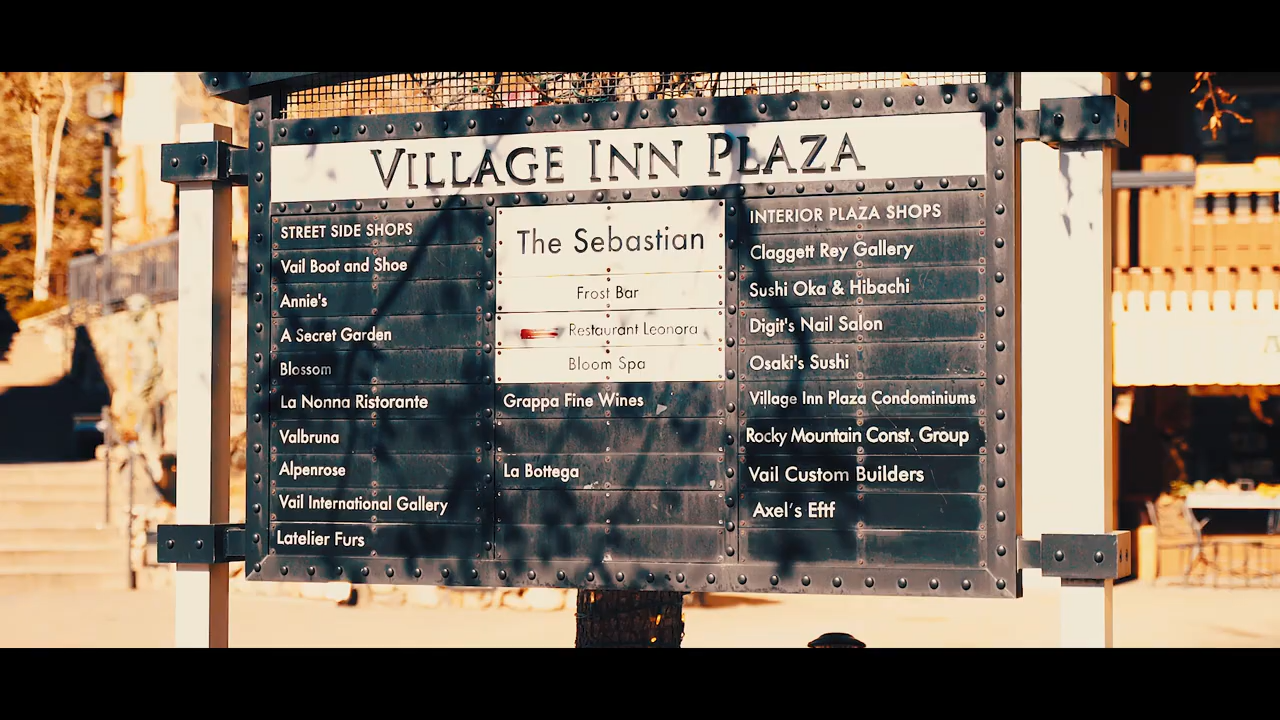 VILLAGE INN PLAZA
STREET SIDE SHOPS
Vail Boot and Shoe
Annie's
A Secret Garden
Blossom
La Nonna Ristorante
Valbruna
Alpenrose
Vail International Gallery
Latelier Furs
The Sebastian
Frost Bar
Restaurant Leonora
Bloom Spa
Grappa Fine Wines
La Bottega
INTERIOR PLAZA SHOPS
Claggett Rey Gallery
Sushi Oka & Hibachi
Digit's Nail Salon
Osaki's Sushi
Village Inn Plaza Condominiums
Rocky Mountain Const. Group
Vail Custom Builders
Axel's Eftf